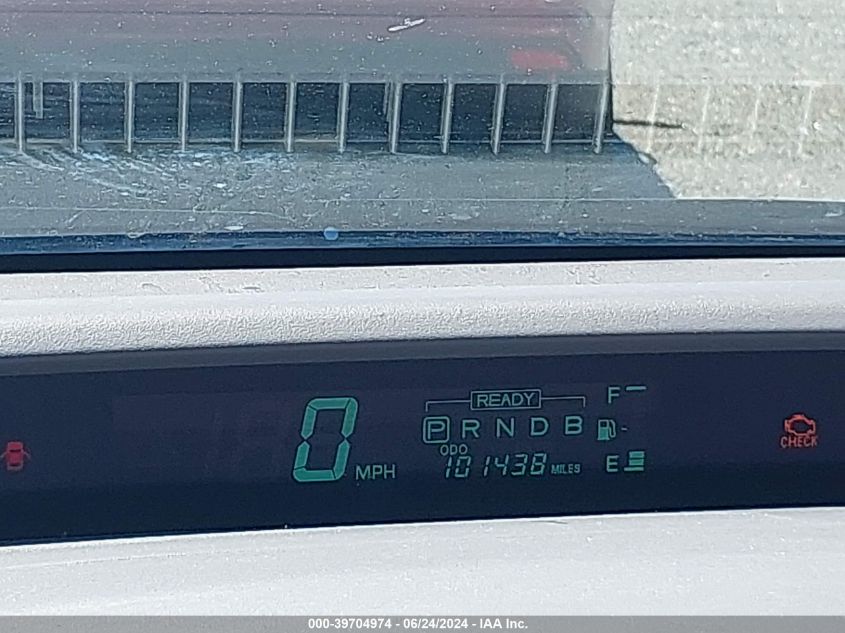 READY
F
P R N D B
0 MPH
ODO
101438 MILES
E
CHECK
000-39704974 - 06/24/2024 - IAA Inc.